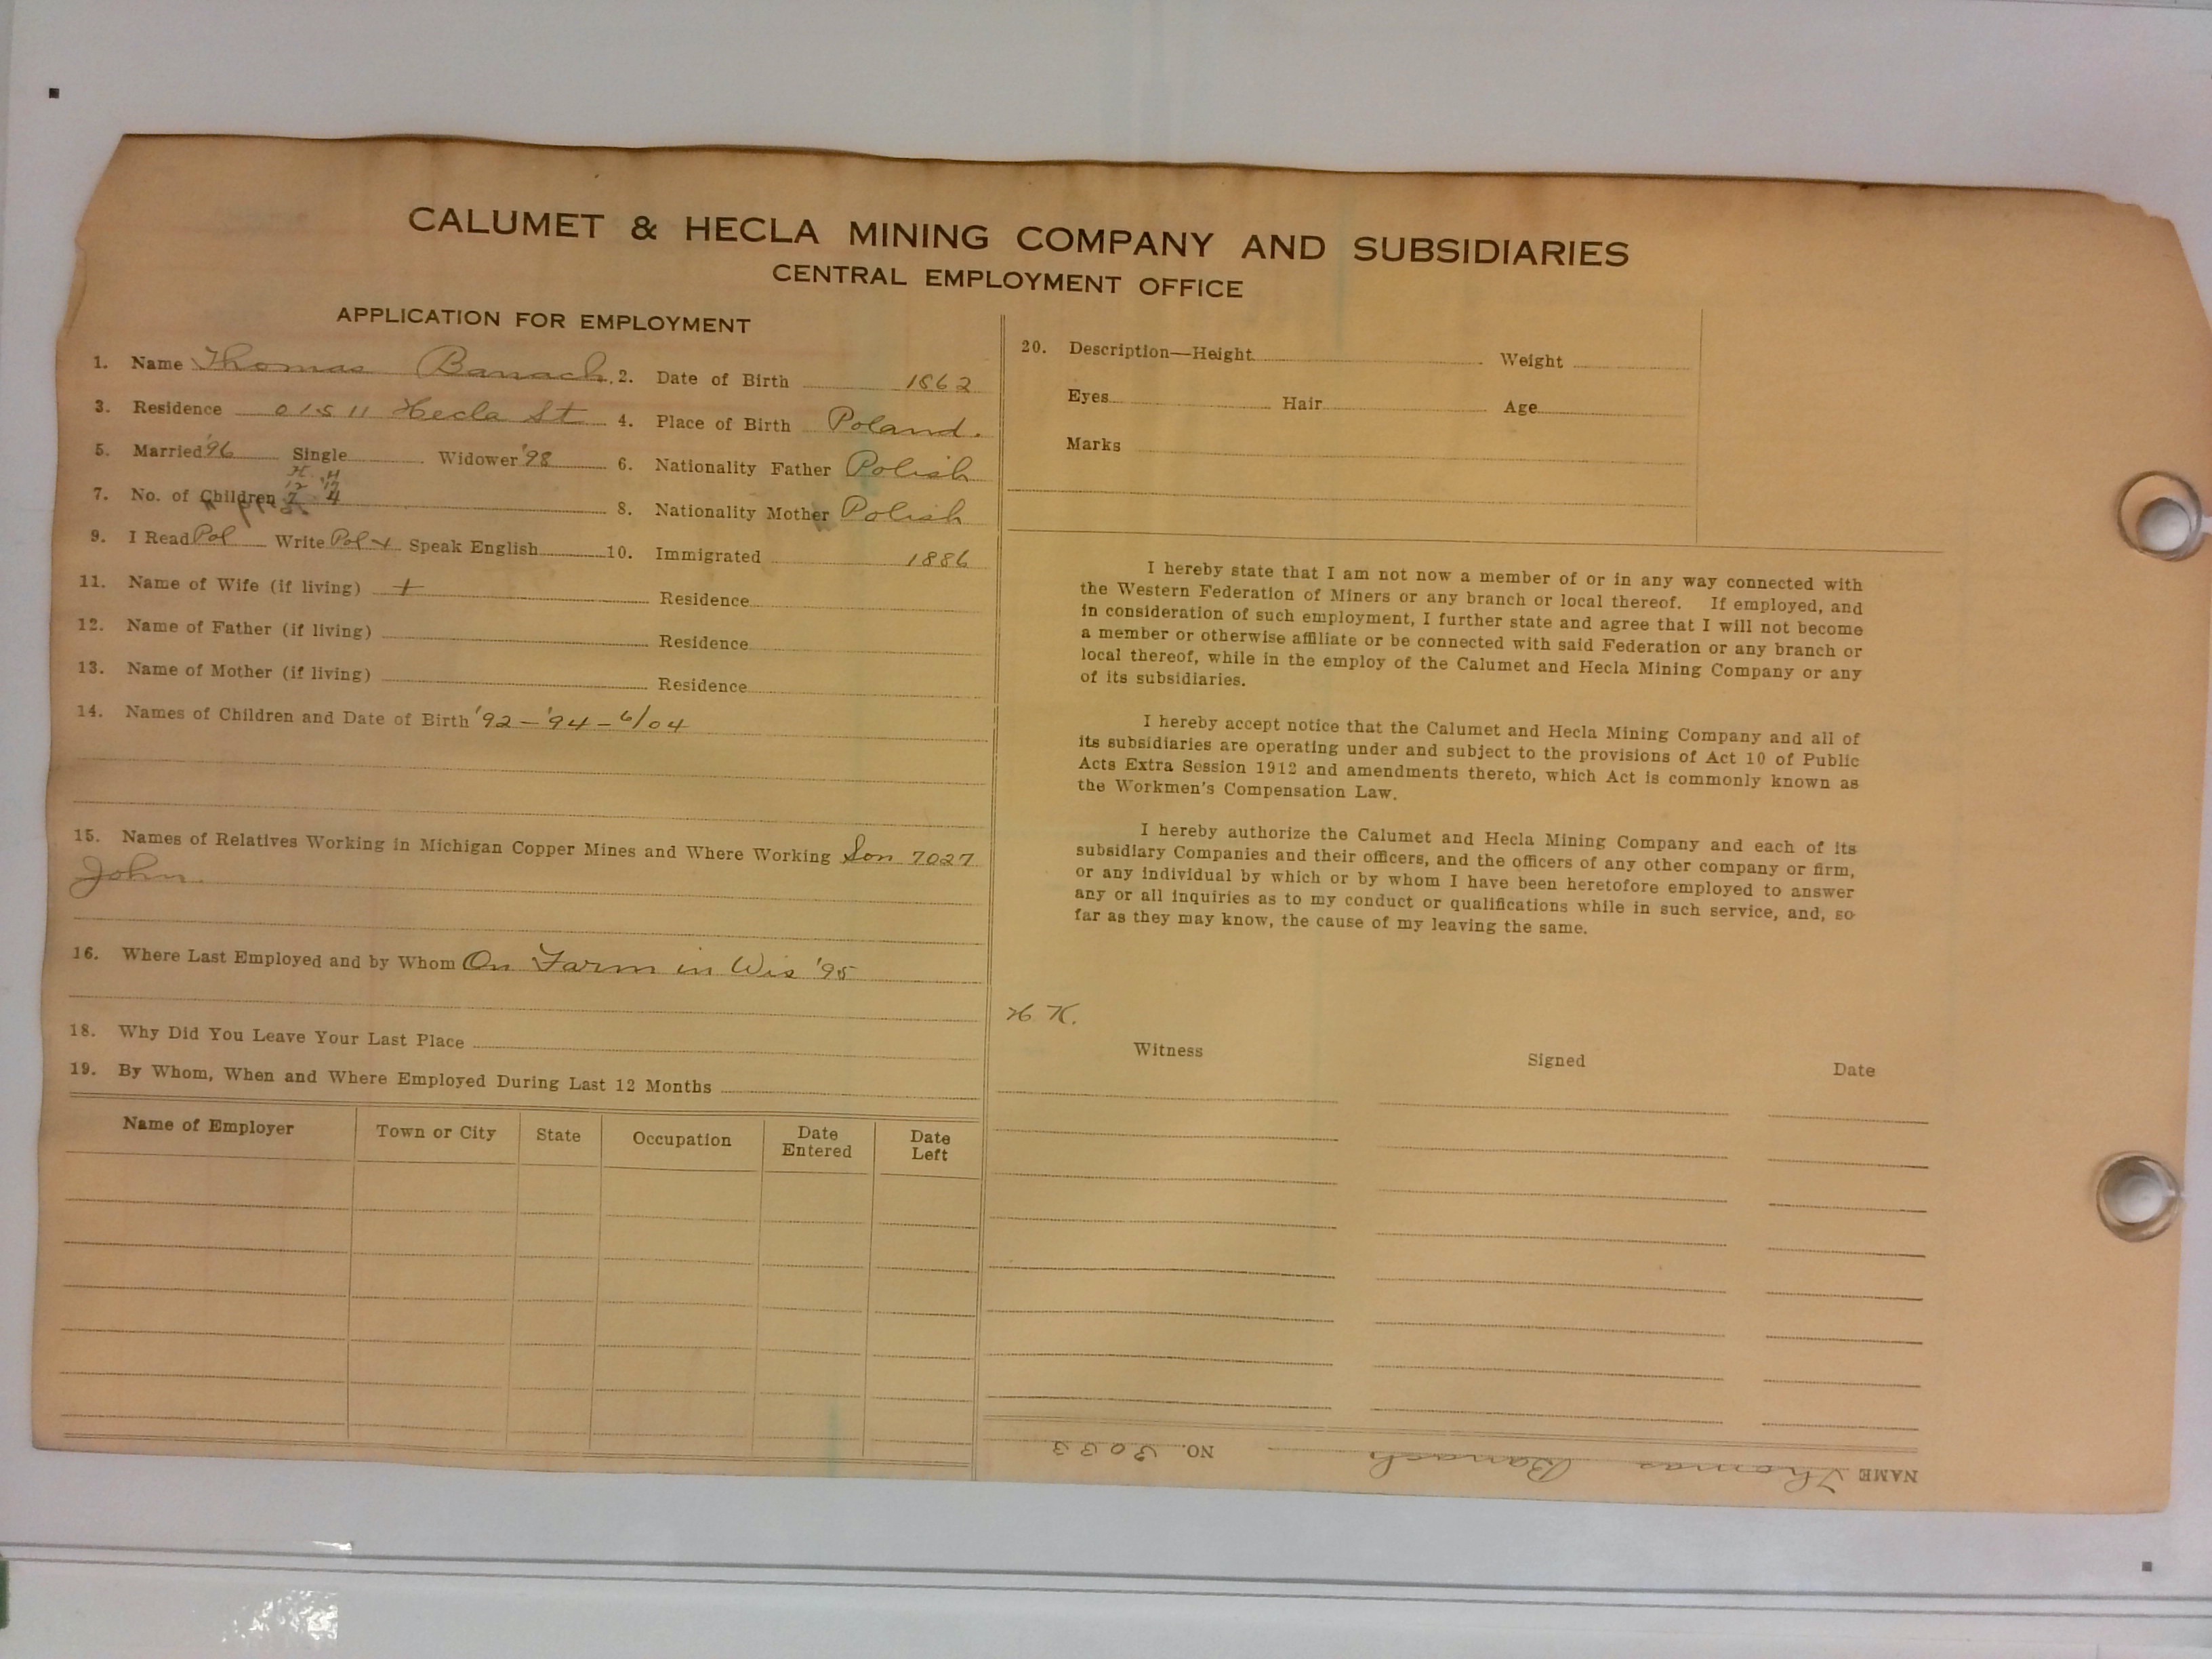 CALUMET & HECLA MINING COMPANY AND SUBSIDIARIES
CENTRAL EMPLOYMENT OFFICE
APPLICATION FOR EMPLOYMENT
1. Name Thomas Banach. 2. Date of Birth 1862
3. Residence 01511 Hecla St 4. Place of Birth Poland.
5. Married '96 Single Widower '98 6. Nationality Father Polish
7. No. of Children 8. Nationality Mother Polish
9. I Read Pol Write Pol + Speak English 10. Immigrated 1886
11. Name of Wife (if living) + Residence
12. Name of Father (if living) Residence
13. Name of Mother (if living) Residence
14. Names of Children and Date of Birth '92 – '94 – 6/04
15. Names of Relatives Working in Michigan Copper Mines and Where Working Son 7027
John.
16. Where Last Employed and by Whom On Farm in Wis '95
18. Why Did You Leave Your Last Place
19. By Whom, When and Where Employed During Last 12 Months
Name of Employer Town or City State Occupation Date Entered Date Left
20. Description—Height Weight
Eyes Hair Age
Marks
I hereby state that I am not now a member of or in any way connected with
the Western Federation of Miners or any branch or local thereof. If employed, and
in consideration of such employment, I further state and agree that I will not become
a member or otherwise affiliate or be connected with said Federation or any branch or
local thereof, while in the employ of the Calumet and Hecla Mining Company or any
of its subsidiaries.
I hereby accept notice that the Calumet and Hecla Mining Company and all of
its subsidiaries are operating under and subject to the provisions of Act 10 of Public
Acts Extra Session 1912 and amendments thereto, which Act is commonly known as
the Workmen's Compensation Law.
I hereby authorize the Calumet and Hecla Mining Company and each of its
subsidiary Companies and their officers, and the officers of any other company or firm,
or any individual by which or by whom I have been heretofore employed to answer
any or all inquiries as to my conduct or qualifications while in such service, and, so
far as they may know, the cause of my leaving the same.
Witness Signed Date
NAME Thomas Banach NO. 3033